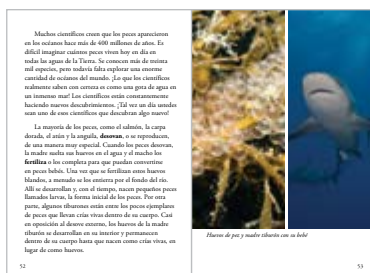 Muchos científicos creen que los peces aparecieron
en los océanos hace más de 400 millones de años. Es
difícil imaginar cuántos peces viven hoy en día en
todas las aguas de la Tierra. Se conocen más de treinta
mil especies, pero todavía falta explorar una enorme
cantidad de océanos del mundo. ¡Lo que los científicos
realmente saben con certeza es como una gota de agua en
un inmenso mar! Los científicos están constantemente
haciendo nuevos descubrimientos. ¡Tal vez un día ustedes
sean uno de esos científicos que descubran algo nuevo!
La mayoría de los peces, como el salmón, la carpa
dorada, el atún y la anguila, desovan, o se reproducen,
de una manera muy especial. Cuando los peces desovan,
la madre suelta sus huevos en el agua y el macho los
fertiliza o los completa para que puedan convertirse
en peces bebés. Una vez que se fertilizan estos huevos
blandos, a menudo se los entierra por el fondo del río.
Allí se desarrollan y, con el tiempo, nacen pequeños peces
llamados larvas, la forma inicial de los peces. Por otra
parte, algunos tiburones están entre los pocos ejemplares
de peces que llevan crías vivas dentro de su cuerpo. Casi
en oposición al desove externo, los huevos de la madre
tiburón se desarrollan en su interior y permanecen
dentro de su cuerpo hasta que nacen como crías vivas, en
lugar de como huevos.
Huevos de pez y madre tiburón con su bebé
52
53